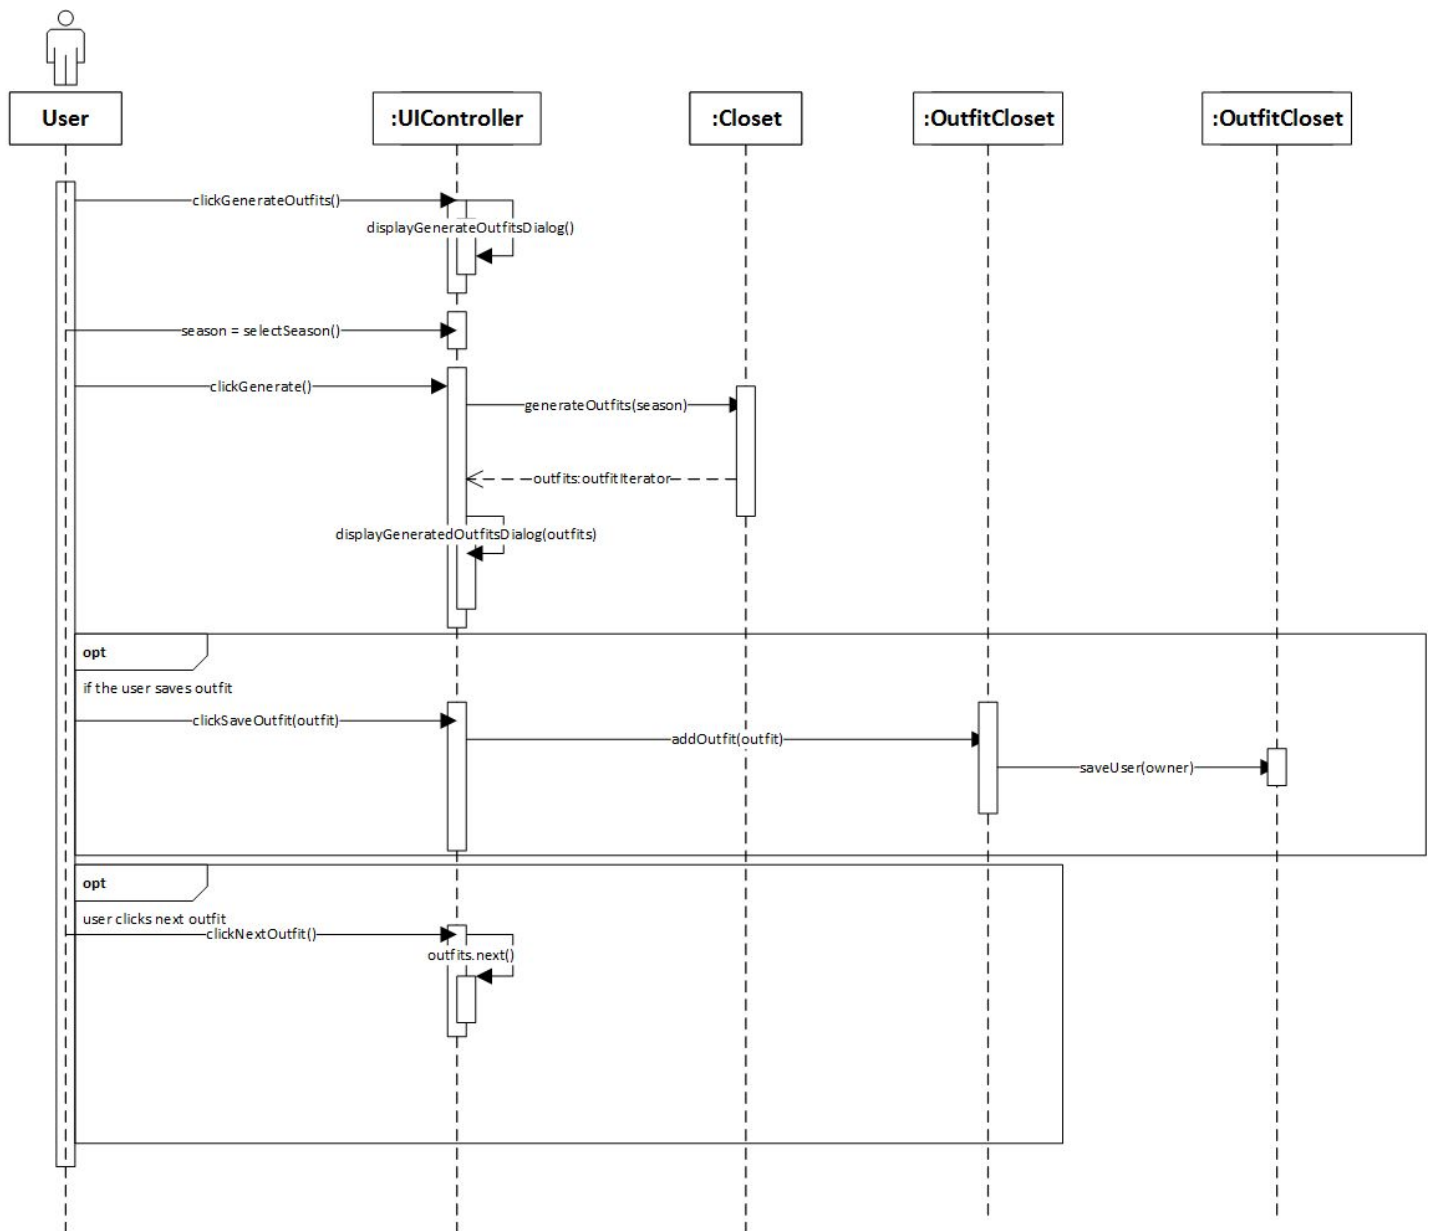 User
:UIController
:Closet
:OutfitCloset
:OutfitCloset
clickGenerateOutfits()
displayGenerateOutfitsDialog()
season = selectSeason()
clickGenerate()
generateOutfits(season)
outfits:outfitIterator
displayGeneratedOutfitsDialog(outfits)
opt
if the user saves outfit
clickSaveOutfit(outfit)
addOutfit(outfit)
saveUser(owner)
opt
user clicks next outfit
clickNextOutfit()
outfits.next()